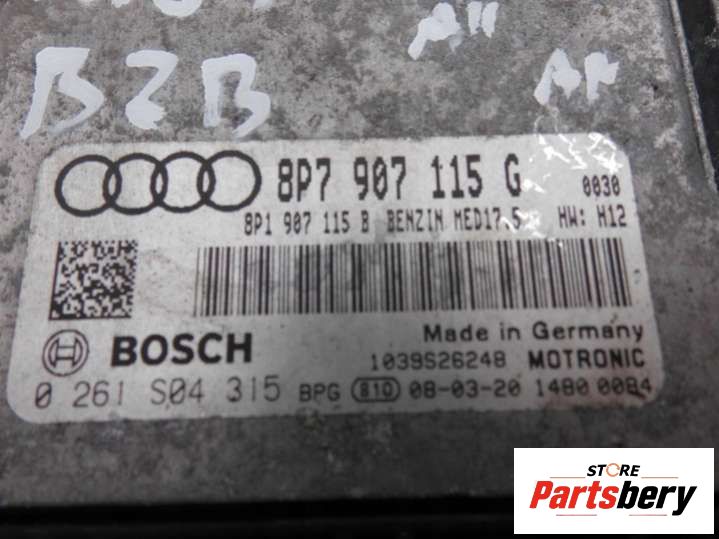 A"
B2B
8P7 907 115 G 0030
8P1 907 115 B BENZIN MED17.5 HW: H12
Made in Germany
BOSCH 1039S26248 MOTRONIC
0 261 S04 315 BPG 810 08-03-20 1480 0084
STORE
Partsbery